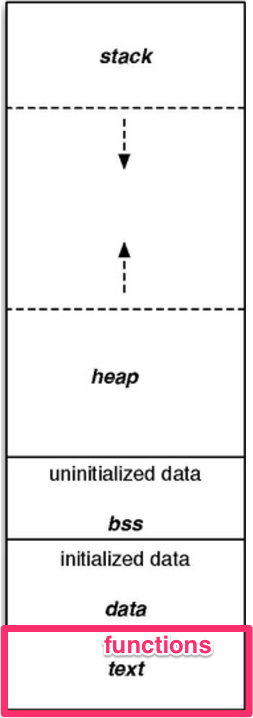 stack
heap
uninitialized data
bss
initialized data
data
functions
text